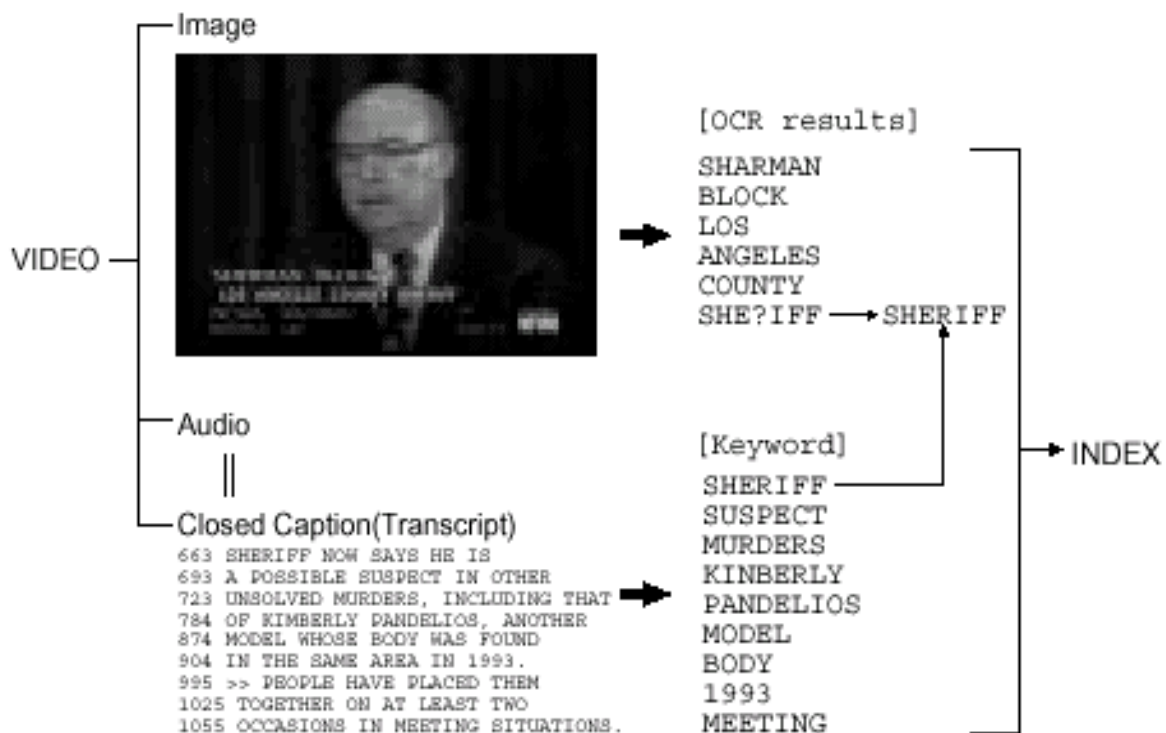 Image
[OCR results]
SHARMAN
BLOCK
LOS
ANGELES
COUNTY
SHE?IFF SHERIFF
VIDEO
Audio
[Keyword]
SHERIFF
SUSPECT
MURDERS
KINBERLY
PANDELIOS
MODEL
BODY
1993
MEETING
INDEX
Closed Caption(Transcript)
663 SHERIFF NOW SAYS HE IS
693 A POSSIBLE SUSPECT IN OTHER
723 UNSOLVED MURDERS, INCLUDING THAT
784 OF KIMBERLY PANDELIOS, ANOTHER
874 MODEL WHOSE BODY WAS FOUND
904 IN THE SAME AREA IN 1993.
995 >> PEOPLE HAVE PLACED THEM
1025 TOGETHER ON AT LEAST TWO
1055 OCCASIONS IN MEETING SITUATIONS.